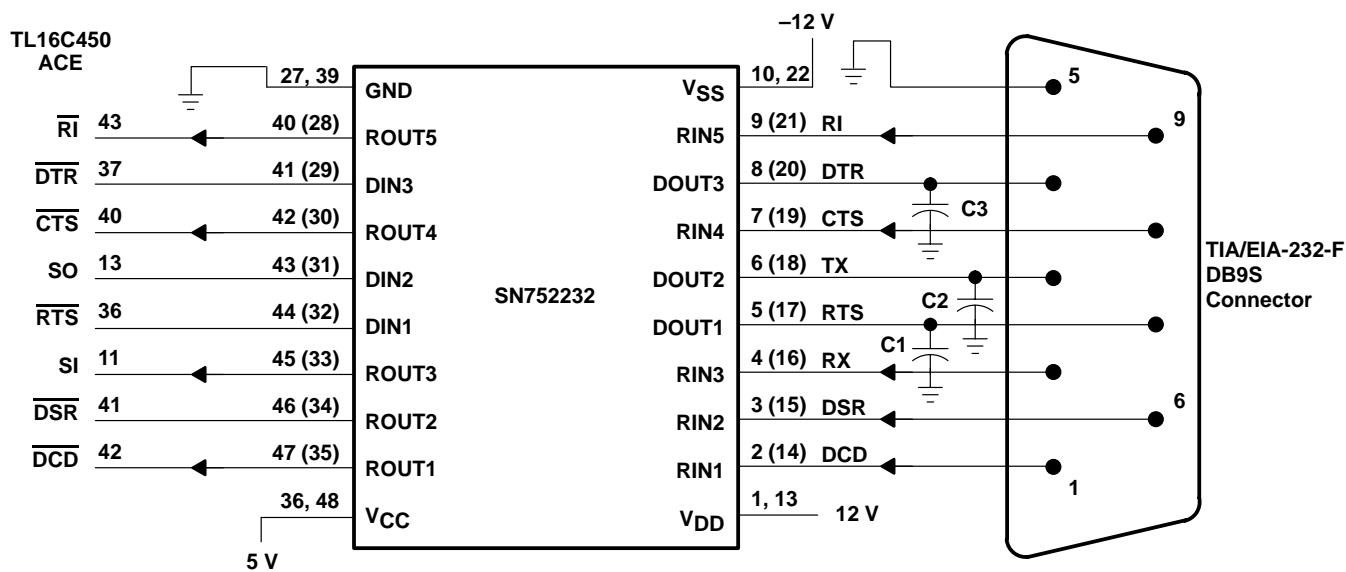 TL16C450
ACE
–12 V
27, 39
GND
VSS
10, 22
5
RI
43
40 (28)
ROUT5
RIN5
9 (21)
RI
9
DTR
37
41 (29)
DIN3
DOUT3
8 (20)
DTR
C3
CTS
40
42 (30)
ROUT4
RIN4
7 (19)
CTS
SO
13
43 (31)
DIN2
SN752232
DOUT2
6 (18)
TX
C2
TIA/EIA-232-F
DB9S
Connector
RTS
36
44 (32)
DIN1
DOUT1
5 (17)
RTS
C1
SI
11
45 (33)
ROUT3
RIN3
4 (16)
RX
DSR
41
46 (34)
ROUT2
RIN2
3 (15)
DSR
6
DCD
42
47 (35)
ROUT1
RIN1
2 (14)
DCD
1
36, 48
VCC
5 V
VDD
1, 13
12 V